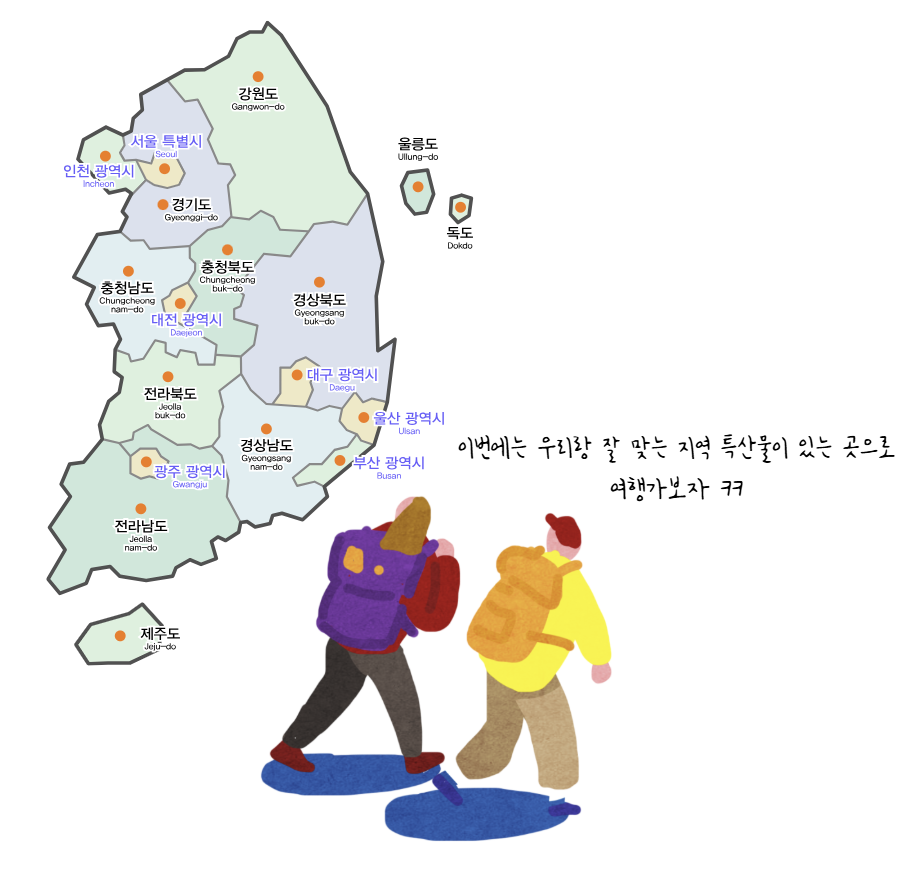 강원도
Gangwon-do
서울 특별시
Seoul
인천 광역시
Incheon
경기도
Gyeonggi-do
울릉도
Ullung-do
독도
Dokdo
충청북도
Chungcheong
buk-do
충청남도
Chungcheong
nam-do
대전 광역시
Daejeon
경상북도
Gyeongsang
buk-do
대구 광역시
Daegu
전라북도
Jeolla
buk-do
울산 광역시
Ulsan
경상남도
Gyeongsang
nam-do
부산 광역시
Busan
광주 광역시
Gwangju
전라남도
Jeolla
nam-do
제주도
Jeju-do
이번에는 우리랑 잘 맞는 지역 특산물이 있는 곳으로
여행가보자 ㅋㅋ